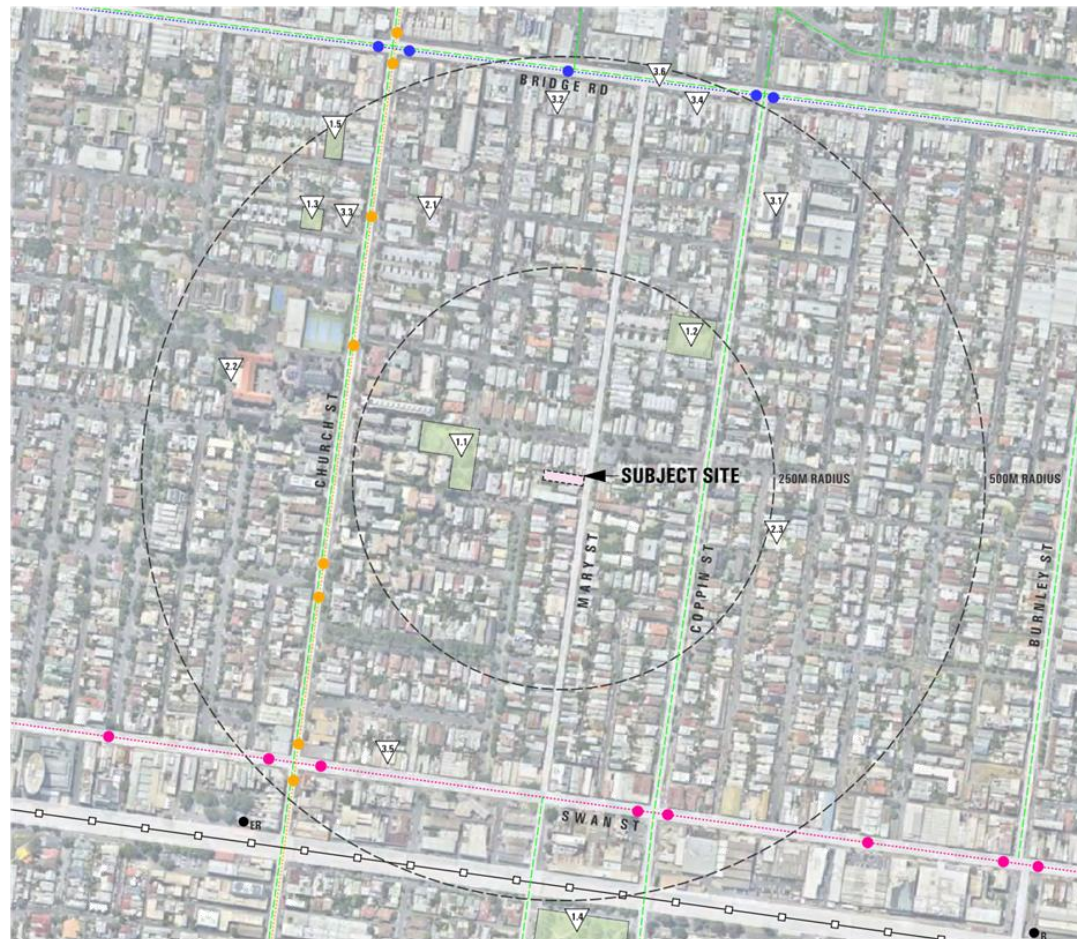 BRIDGE RD
3.6
3.2
3.4
1.5
1.3
3.3
2.1
3.1
1.2
2.2
CHURCH ST
1.1
SUBJECT SITE
250M RADIUS
500M RADIUS
2.3
MARY ST
COPPIN ST
BURNLEY ST
3.5
SWAN ST
ER
1.4
B